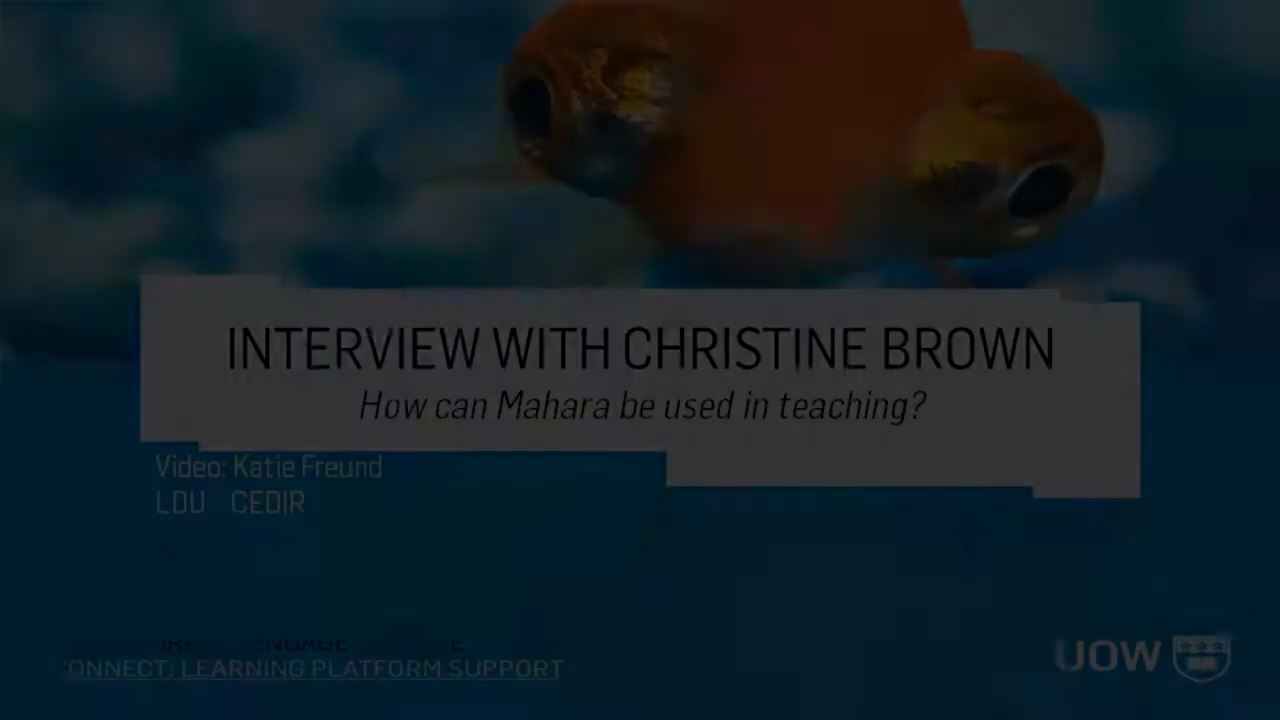 INTERVIEW WITH CHRISTINE BROWN
How can Mahara be used in teaching?
Video: Katie Freund
LDU CEDIR
ENGAGE
'ONNECT: LEARNING PLATFORM SUPPORT
UOW